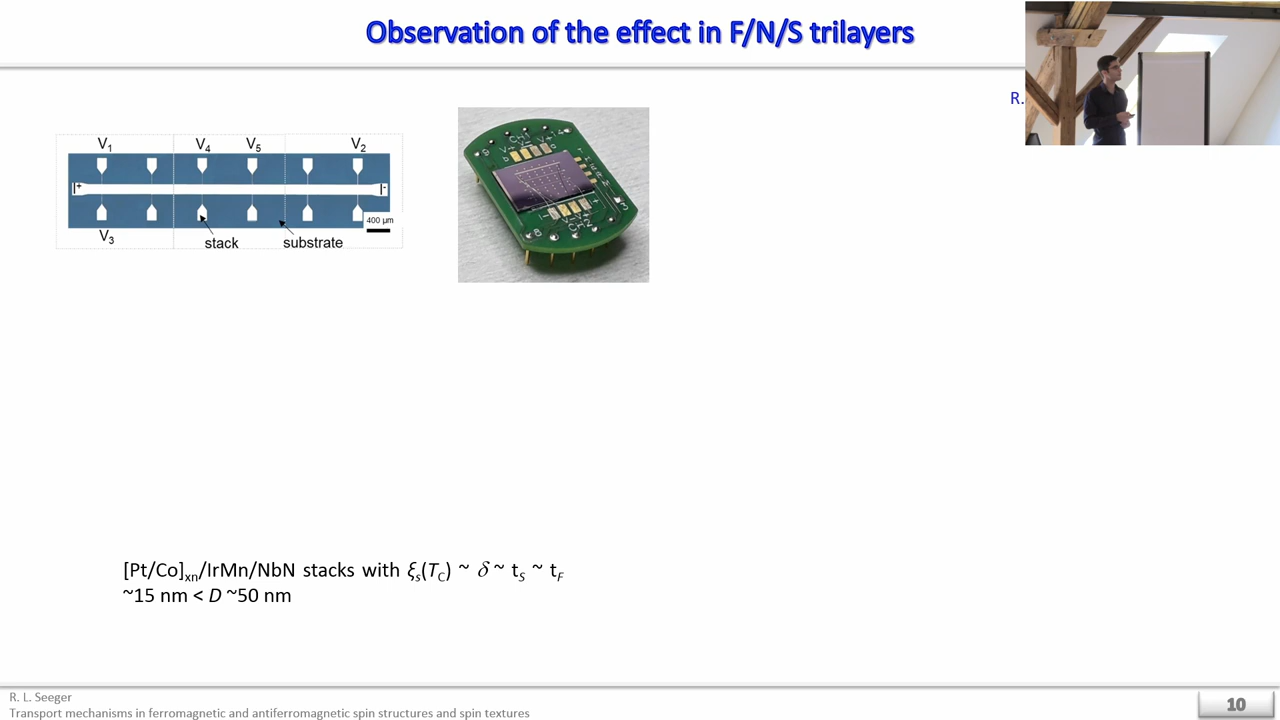 Observation of the effect in F/N/S trilayers
R.
V1 V4 V5 V2
I+ I-
400 µm
V3 stack substrate
[Pt/Co]xn/IrMn/NbN stacks with ξs(TC) ~ δ ~ tS ~ tF
~15 nm < D ~50 nm
R. L. Seeger
Transport mechanisms in ferromagnetic and antiferromagnetic spin structures and spin textures
10